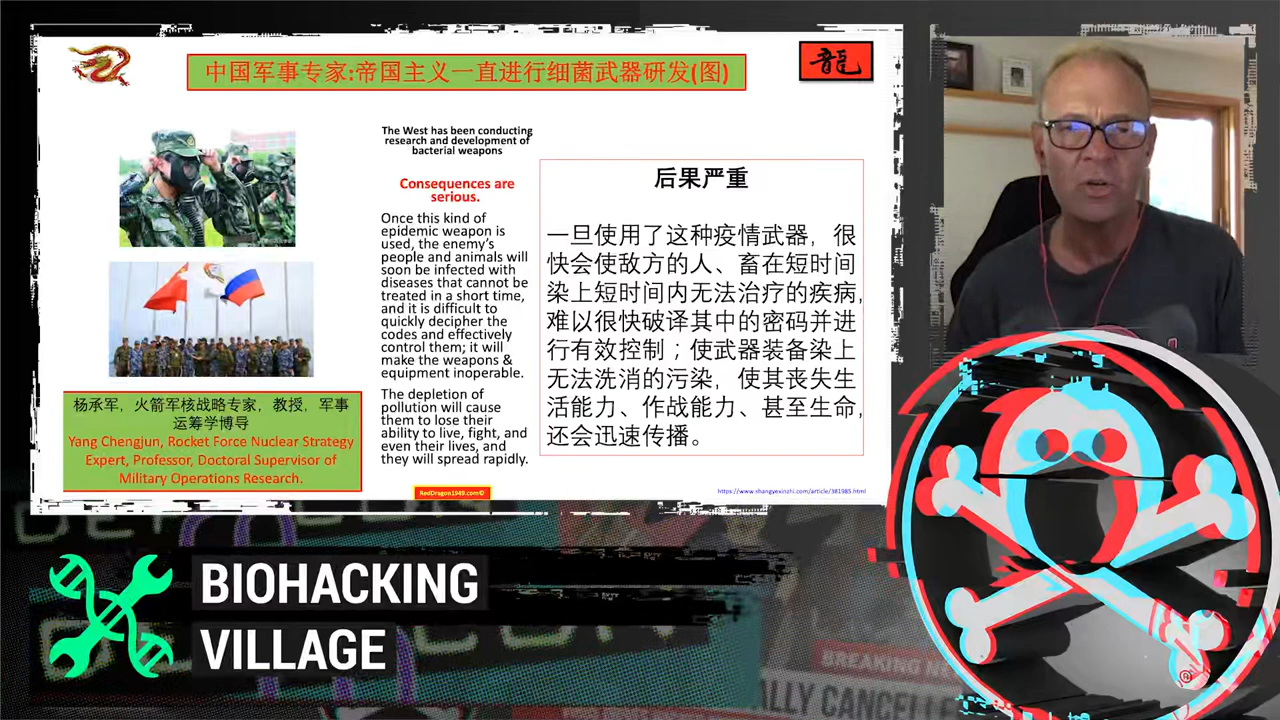 中国军事专家:帝国主义一直进行细菌武器研发(图)
龍
The West has been conducting
research and development of
bacterial weapons
Consequences are
serious.
Once this kind of
epidemic weapon is
used, the enemy's
people and animals will
soon be infected with
diseases that cannot be
treated in a short time,
and it is difficult to
quickly decipher the
codes and effectively
control them; it will
make the weapons &
equipment inoperable.
The depletion of
pollution will cause
them to lose their
ability to live, fight, and
even their lives, and
they will spread rapidly.
后果严重
一旦使用了这种疫情武器，很
快会使敌方的人、畜在短时间
染上短时间内无法治疗的疾病,
难以很快破译其中的密码并进
行有效控制；使武器装备染上
无法洗消的污染，使其丧失生
活能力、作战能力、甚至生命,
还会迅速传播。
杨承军，火箭军核战略专家，教授，军事
运筹学博导
Yang Chengjun, Rocket Force Nuclear Strategy
Expert, Professor, Doctoral Supervisor of
Military Operations Research.
RedDragon1949.com©
https://www.shangyexinzhi.com/article/381985.html
BIOHACKING
VILLAGE
BREAKING NE
ALLY CANCELLE
®